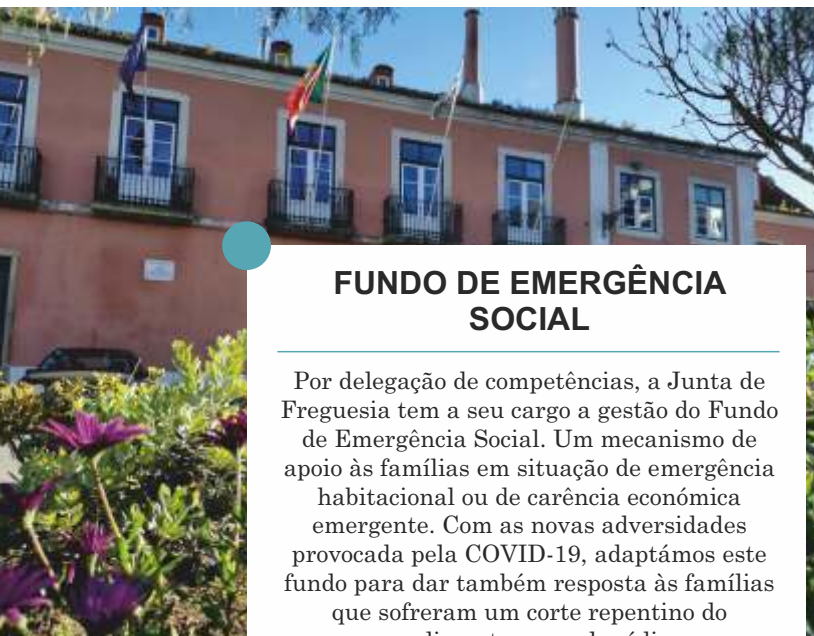 FUNDO DE EMERGÊNCIA
SOCIAL
Por delegação de competências, a Junta de
Freguesia tem a seu cargo a gestão do Fundo
de Emergência Social. Um mecanismo de
apoio às famílias em situação de emergência
habitacional ou de carência económica
emergente. Com as novas adversidades
provocada pela COVID-19, adaptámos este
fundo para dar também resposta às famílias
que sofreram um corte repentino do